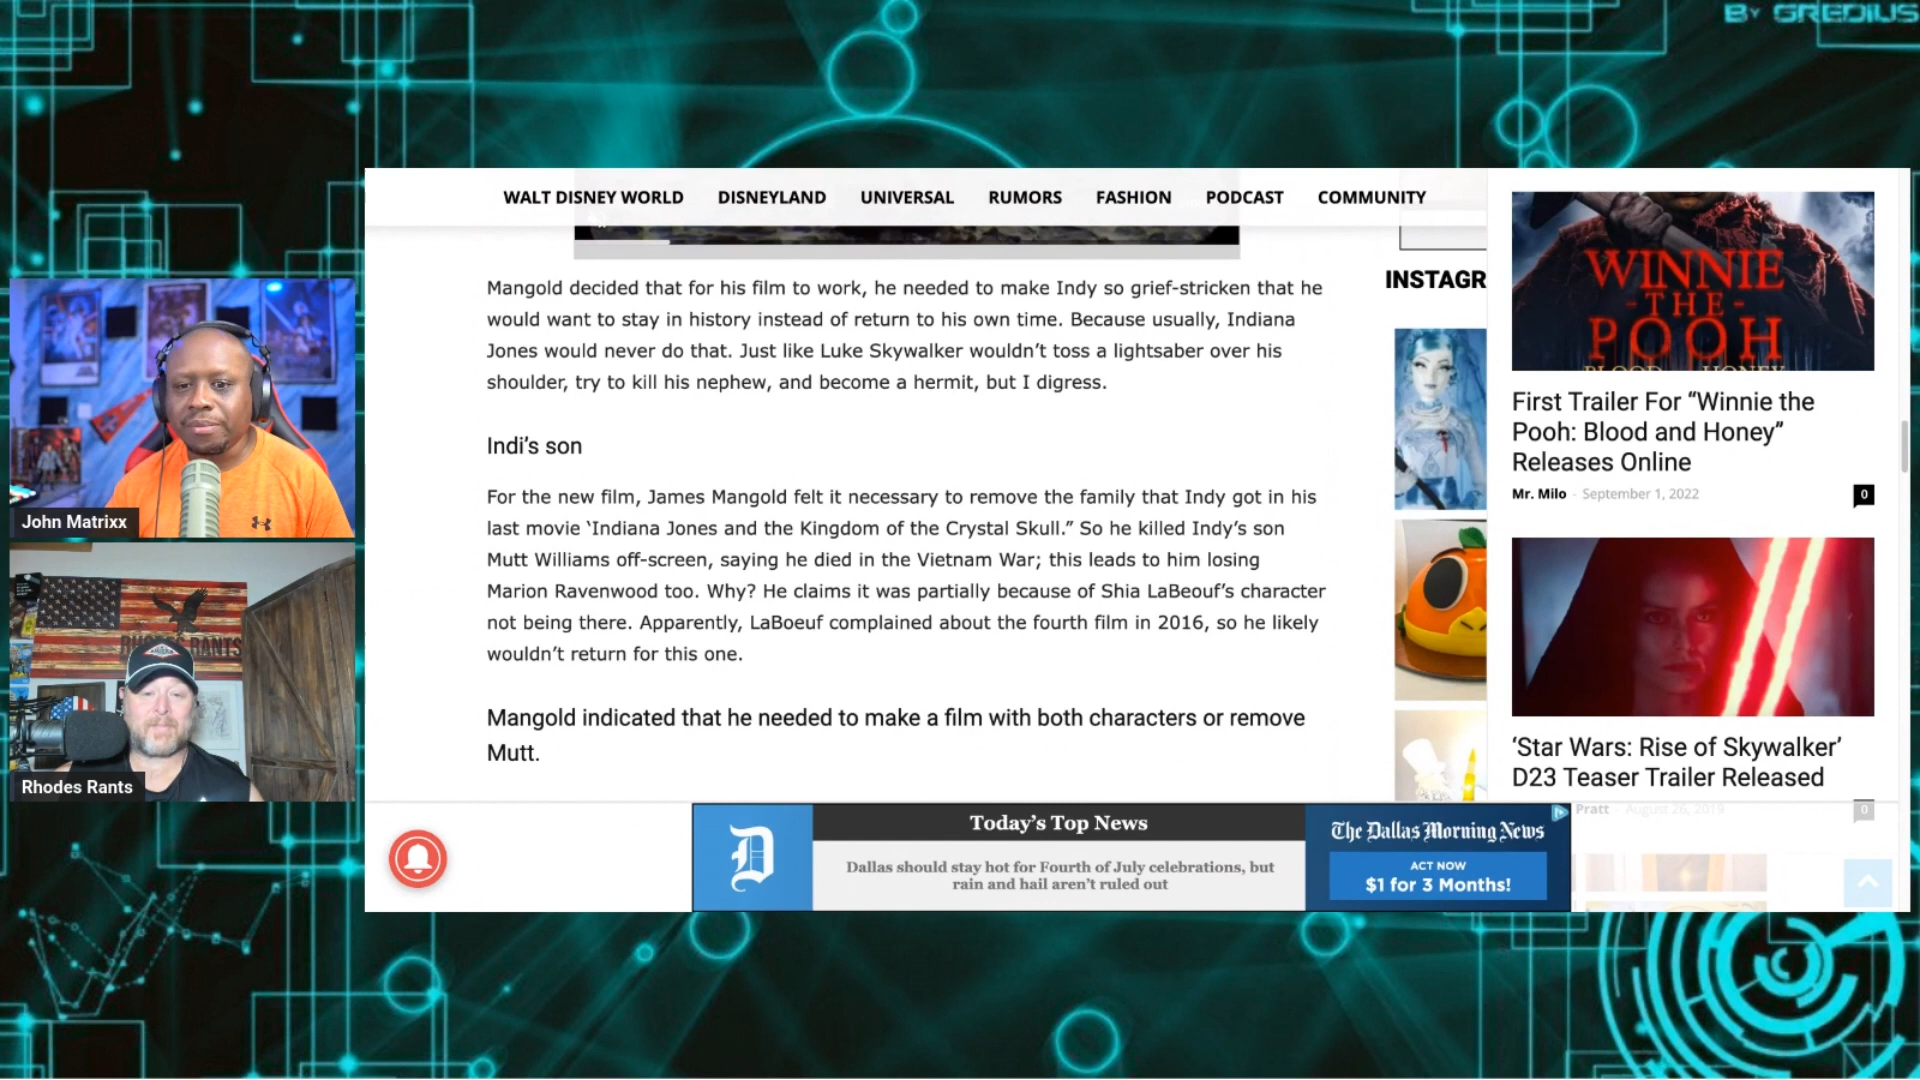 BY GREDIUS
WALT DISNEY WORLD DISNEYLAND UNIVERSAL RUMORS FASHION PODCAST COMMUNITY
Mangold decided that for his film to work, he needed to make Indy so grief-stricken that he
would want to stay in history instead of return to his own time. Because usually, Indiana
Jones would never do that. Just like Luke Skywalker wouldn’t toss a lightsaber over his
shoulder, try to kill his nephew, and become a hermit, but I digress.
Indi’s son
For the new film, James Mangold felt it necessary to remove the family that Indy got in his
last movie ‘Indiana Jones and the Kingdom of the Crystal Skull.” So he killed Indy’s son
Mutt Williams off-screen, saying he died in the Vietnam War; this leads to him losing
Marion Ravenwood too. Why? He claims it was partially because of Shia LaBeouf’s character
not being there. Apparently, LaBoeuf complained about the fourth film in 2016, so he likely
wouldn’t return for this one.
Mangold indicated that he needed to make a film with both characters or remove
Mutt.
INSTAGR
WINNIE
-THE-
POOH
BLOOD AND HONEY
First Trailer For “Winnie the
Pooh: Blood and Honey”
Releases Online
Mr. Milo - September 1, 2022
0
‘Star Wars: Rise of Skywalker’
D23 Teaser Trailer Released
Pratt - August 26, 2019
0
John Matrixx
RHODES RANTS
Rhodes Rants
D
Today’s Top News
Dallas should stay hot for Fourth of July celebrations, but
rain and hail aren’t ruled out
The Dallas Morning News
ACT NOW
$1 for 3 Months!